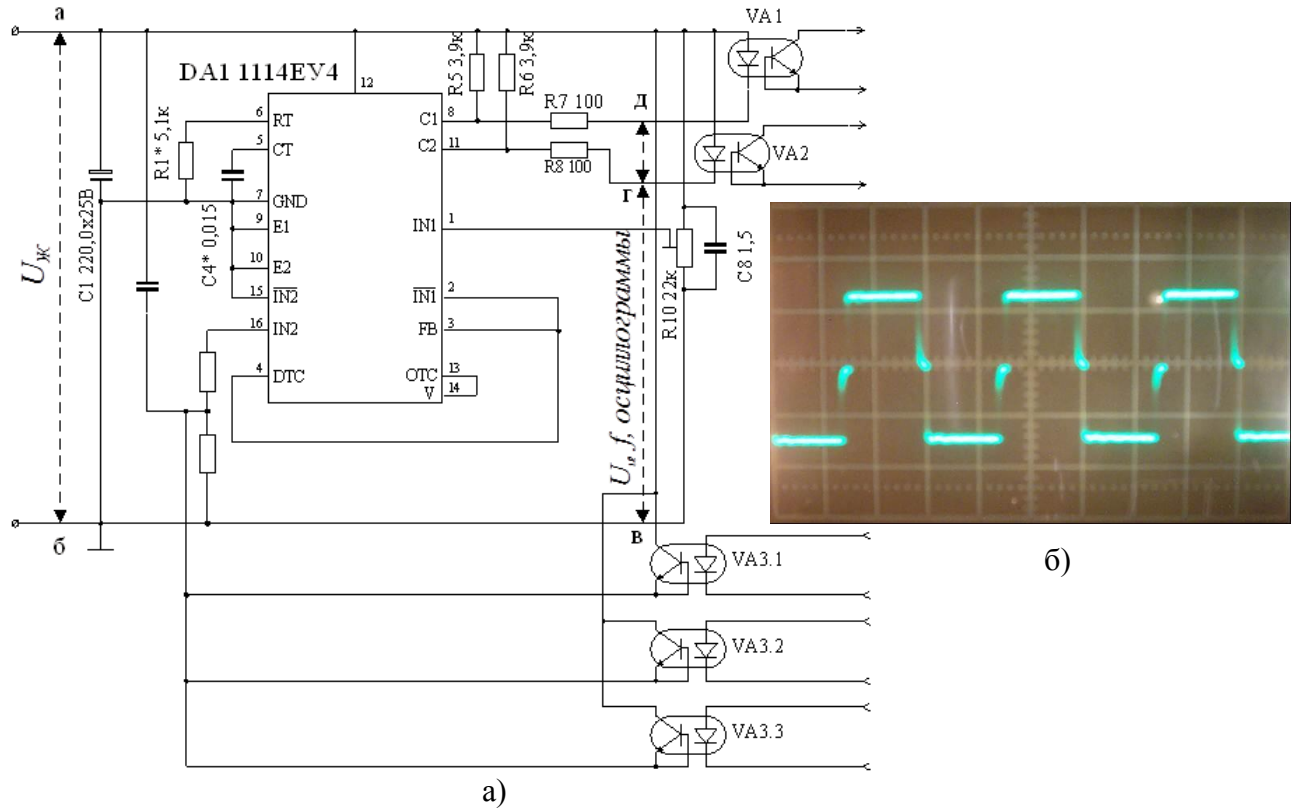 а
VA1
DA1 1114ЕУ4
12
R5 3,9к
R6 3,9к
R1* 5,1к
6
RT
C1
8
R7 100
Д
5
CT
C2
11
R8 100
VA2
C1 220,0x25В
C4* 0,015
7
GND
Г
9
E1
IN1
1
R10 22к
C8 1,5
10
E2
15
IN2
IN1
2
16
IN2
FB
3
4
DTC
OTC
13
V
14
Uж
осциллограммы
б
В
VA3.1
VA3.2
VA3.3
а)
б)